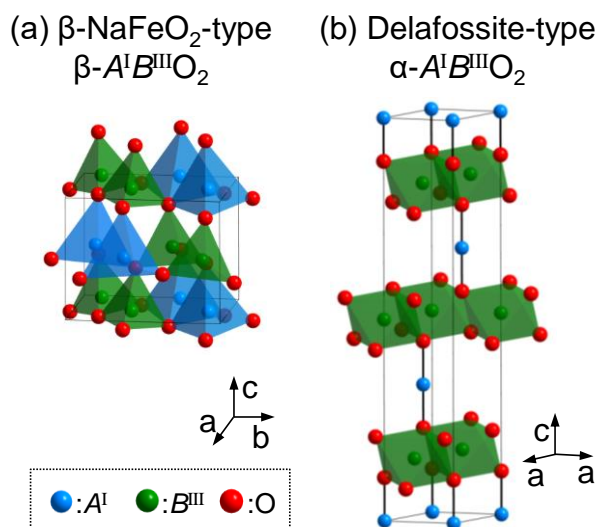 (a) β-NaFeO₂-type
β-AᴵBᴵᴵᴵO₂
(b) Delafossite-type
α-AᴵBᴵᴵᴵO₂
c
a
b
c
a
a
:Aᴵ :Bᴵᴵᴵ :O